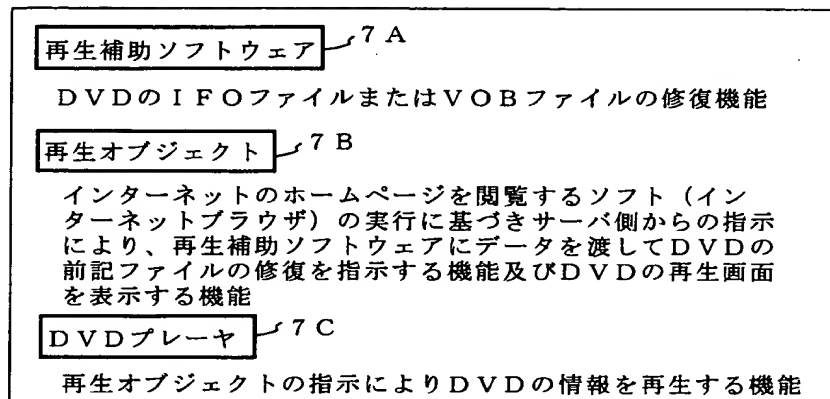 再生補助ソフトウェア 7A
DVDのIFOファイルまたはVOBファイルの修復機能
再生オブジェクト 7B
インターネットのホームページを閲覧するソフト(イン
ターネットブラウザ)の実行に基づきサーバ側からの指示
により、再生補助ソフトウェアにデータを渡してDVDの
前記ファイルの修復を指示する機能及びDVDの再生画面
を表示する機能
DVDプレーヤ 7C
再生オブジェクトの指示によりDVDの情報を再生する機能